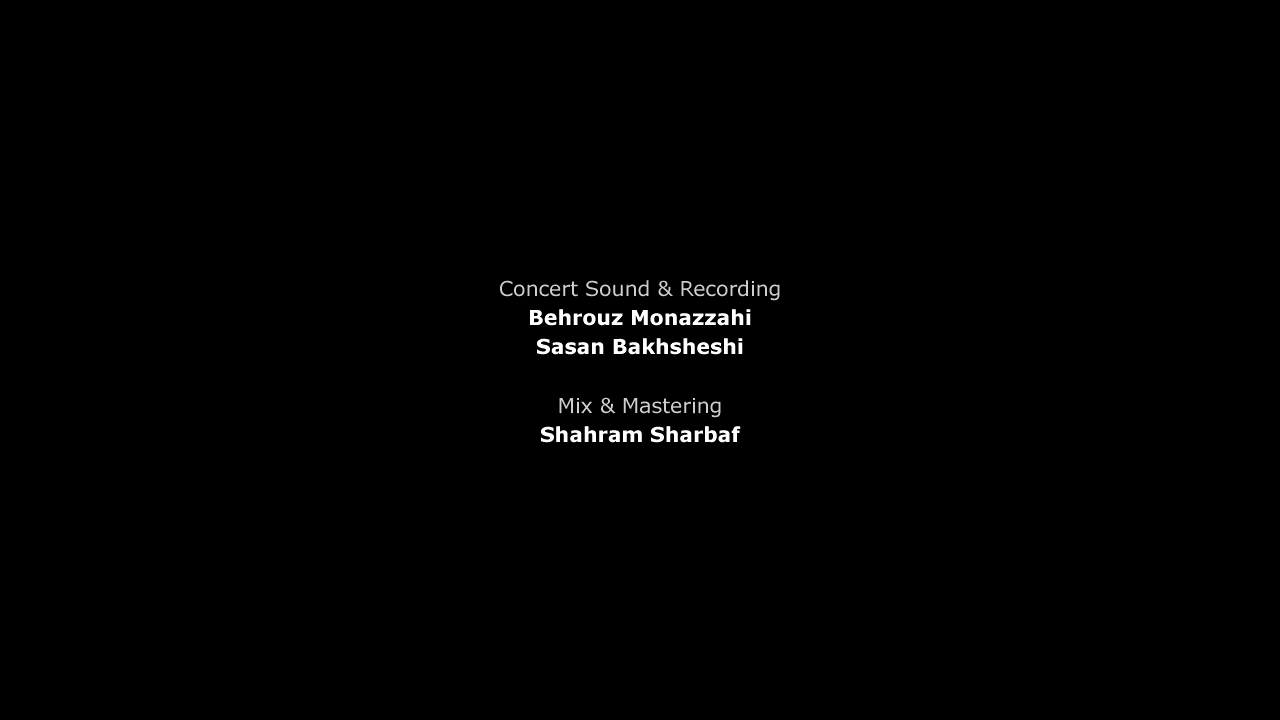 Concert Sound & Recording
Behrouz Monazzahi
Sasan Bakhsheshi
Mix & Mastering
Shahram Sharbaf